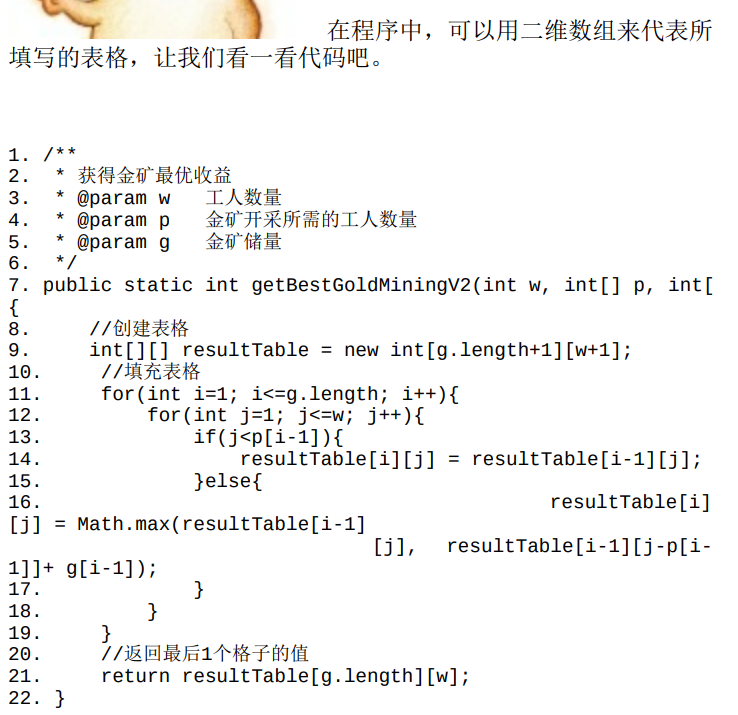 在程序中，可以用二维数组来代表所
填写的表格，让我们看一看代码吧。
1. /**
2.  * 获得金矿最优收益
3.  * @param w   工人数量
4.  * @param p   金矿开采所需的工人数量
5.  * @param g   金矿储量
6.  */
7. public static int getBestGoldMiningV2(int w, int[] p, int[
{
8.     //创建表格
9.     int[][] resultTable = new int[g.length+1][w+1];
10.     //填充表格
11.     for(int i=1; i<=g.length; i++){
12.         for(int j=1; j<=w; j++){
13.             if(j<p[i-1]){
14.                 resultTable[i][j] = resultTable[i-1][j];
15.             }else{
16.                                            resultTable[i]
[j] = Math.max(resultTable[i-1]
[j],  resultTable[i-1][j-p[i-
1]]+ g[i-1]);
17.             }
18.         }
19.     }
20.     //返回最后1个格子的值
21.     return resultTable[g.length][w];
22. }